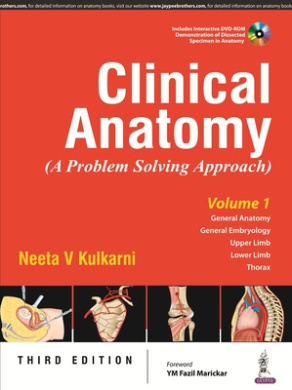 brothers.com, for detailed information on anatomy books, visit our website www.jaypeebrothers.com, for detailed information on anatomy book
Includes Interactive DVD-ROM
Demonstration of Dissected
Specimen in Anatomy
Clinical
Anatomy
(A Problem Solving Approach)
Volume 1
General Anatomy
General Embryology
Upper Limb
Lower Limb
Thorax
Neeta V Kulkarni
THIRD EDITION
Foreword
YM Fazil Marickar
JAYPEE